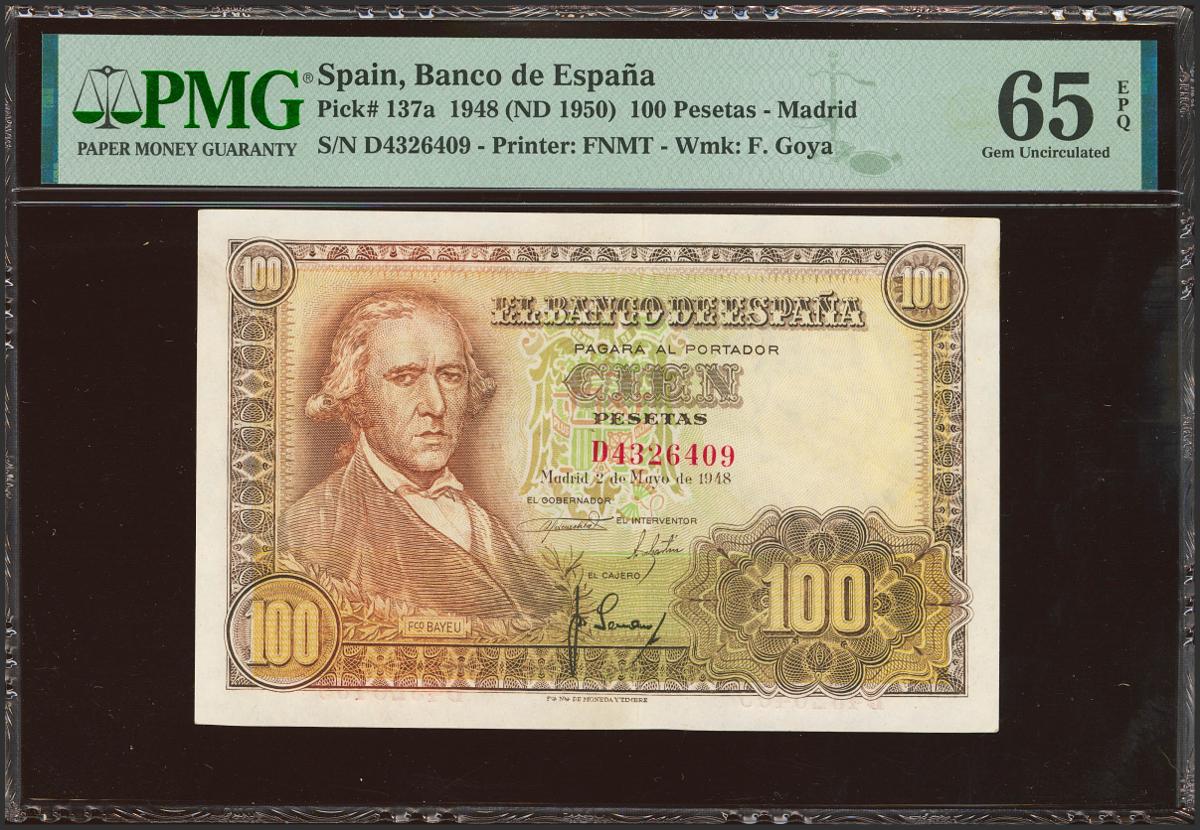 PMG®
PAPER MONEY GUARANTY
Spain, Banco de España
Pick# 137a 1948 (ND 1950) 100 Pesetas - Madrid
S/N D4326409 - Printer: FNMT - Wmk: F. Goya
65
EPQ
Gem Uncirculated
100
100
EL BANCO DE ESPAÑA
PAGARA AL PORTADOR
CIEN
PESETAS
D4326409
Madrid 2 de Mayo de 1948
EL GOBERNADOR
EL INTERVENTOR
EL CAJERO
100
FCO BAYEU
100